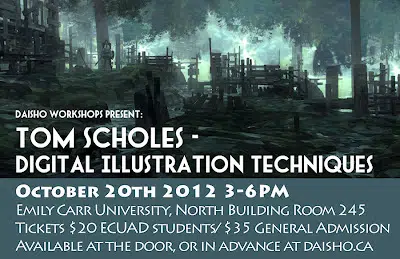 DAISHO WORKSHOPS PRESENT:
TOM SCHOLES -
DIGITAL ILLUSTRATION TECHNIQUES
OCTOBER 20TH 2012 3-6PM
EMILY CARR UNIVERSITY, NORTH BUILDING ROOM 245
TICKETS $20 ECUAD STUDENTS/ $35 GENERAL ADMISSION
AVAILABLE AT THE DOOR, OR IN ADVANCE AT DAISHO.CA